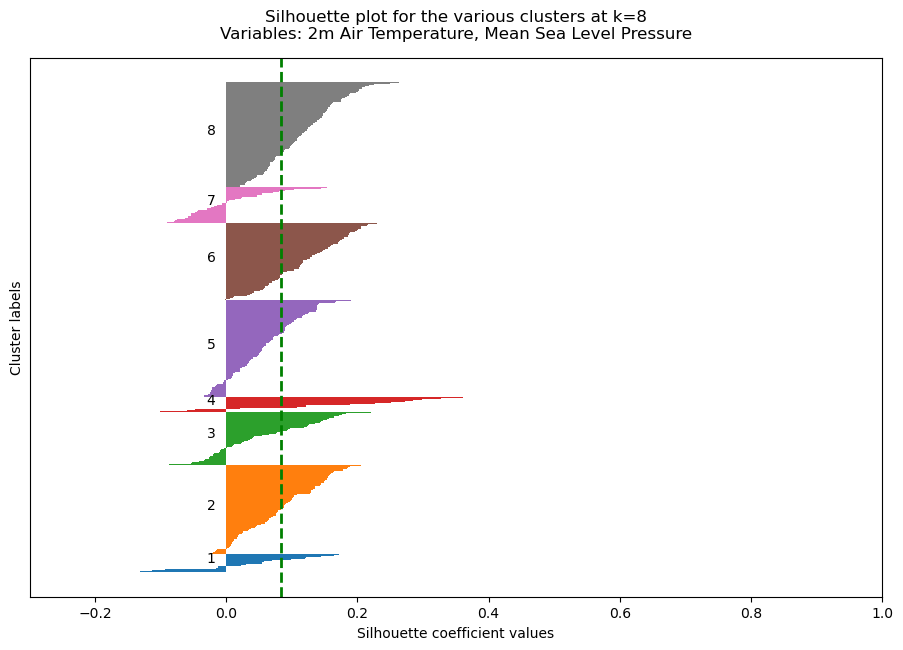 Silhouette plot for the various clusters at k=8
Variables: 2m Air Temperature, Mean Sea Level Pressure
Cluster labels
8
7
6
5
4
3
2
1
−0.2 0.0 0.2 0.4 0.6 0.8 1.0
Silhouette coefficient values